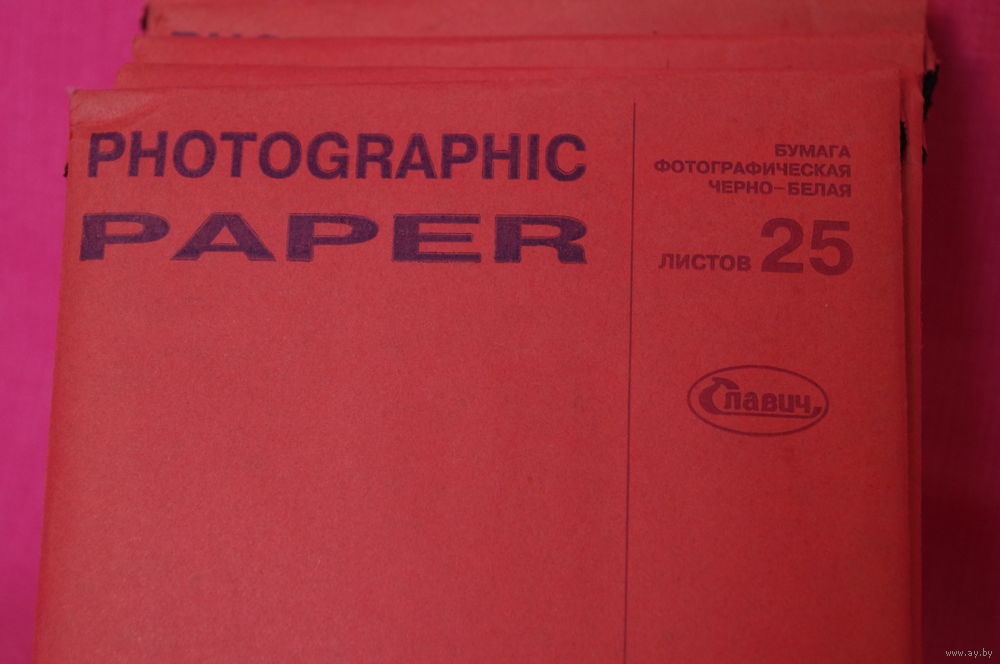 PHOTOGRAPHIC
PAPER
БУМАГА
ФОТОГРАФИЧЕСКАЯ
ЧЕРНО-БЕЛАЯ
ЛИСТОВ 25
Славич
www.ay.by